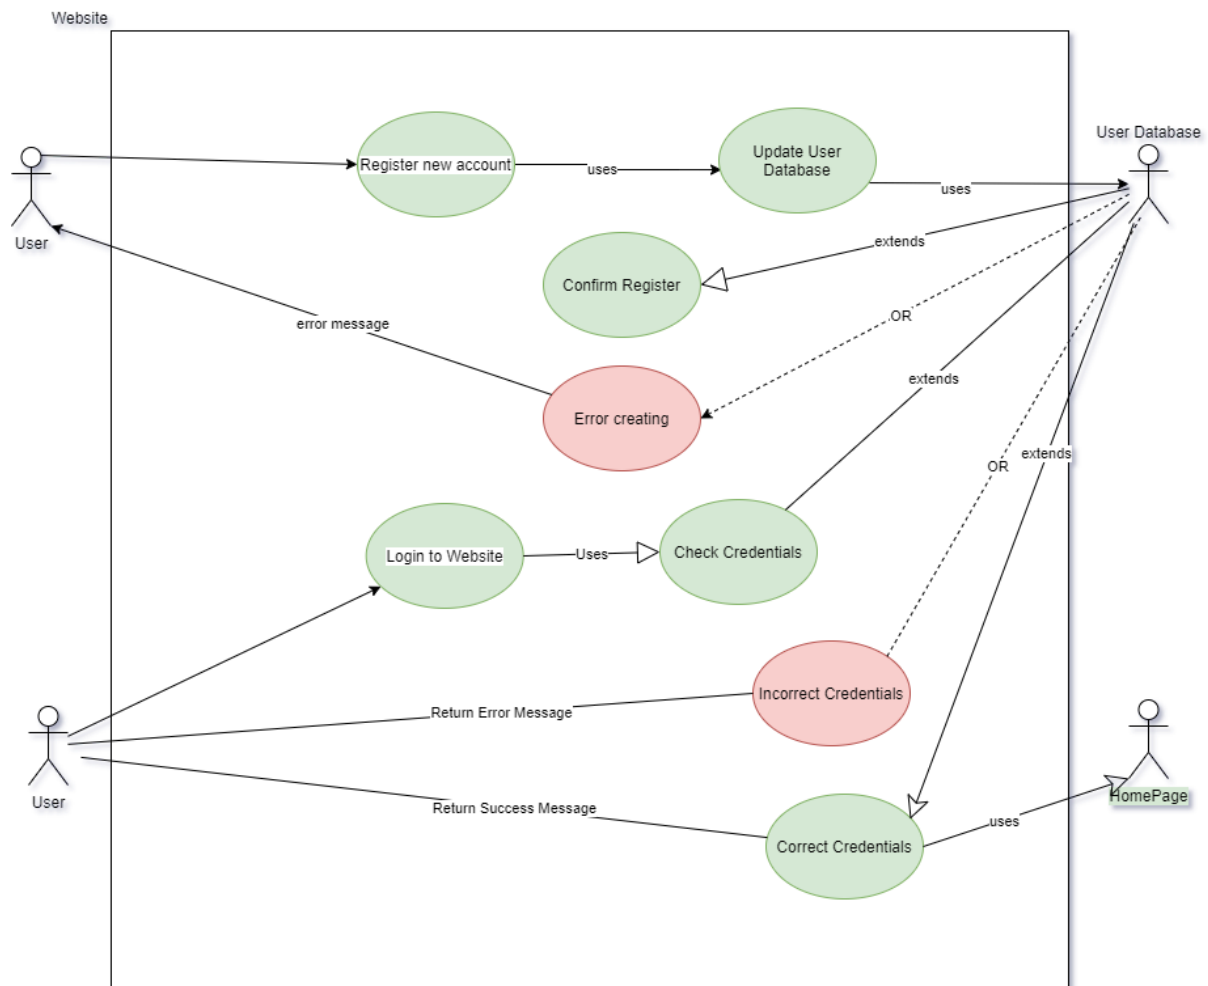 Website
User Database
Register new account
uses
Update User
Database
uses
User
extends
Confirm Register
error message
OR
extends
Error creating
extends
OR
Login to Website
Uses
Check Credentials
Incorrect Credentials
Return Error Message
User
HomePage
Return Success Message
uses
Correct Credentials